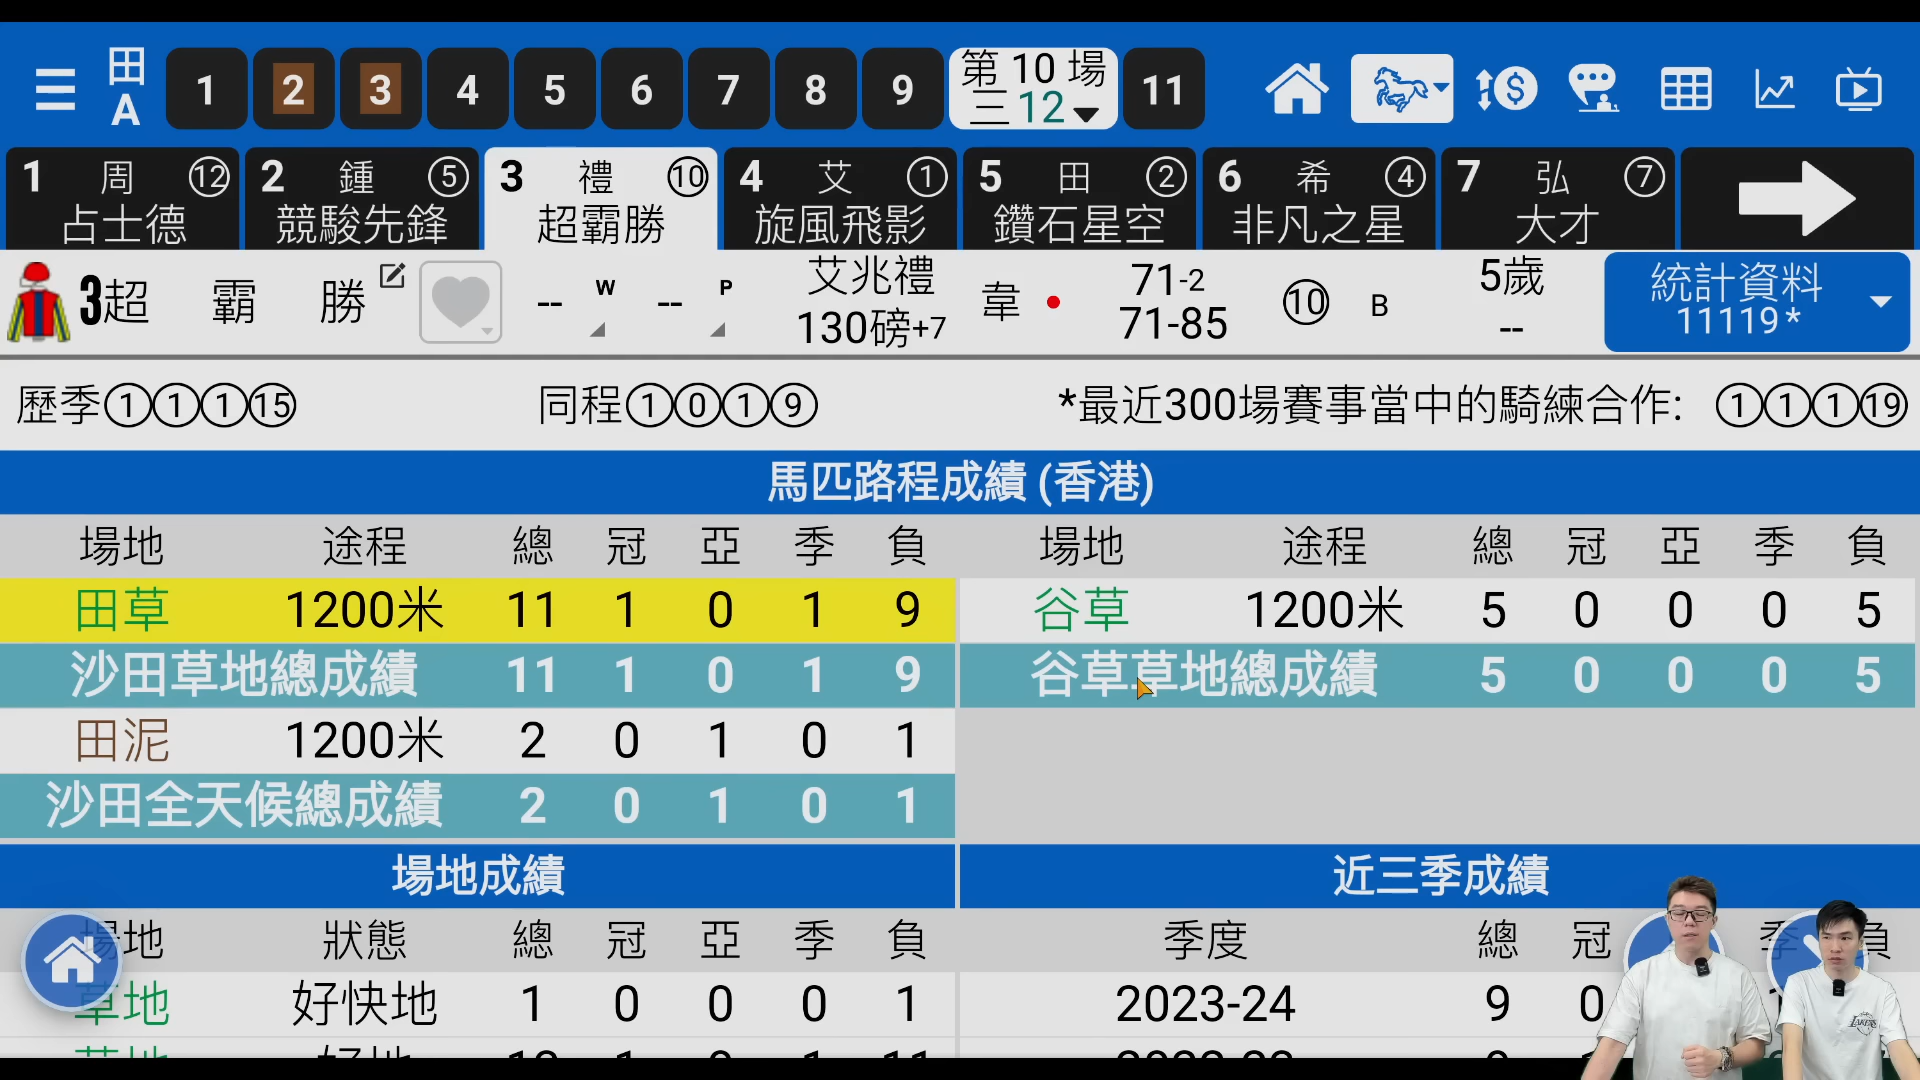 田 A 1 2 3 4 5 6 7 8 9 第 10 場 三 12 11
1 周 12 占士德
2 鍾 5 競駿先鋒
3 禮 10 超霸勝
4 艾 1 旋風飛影
5 田 2 鑽石星空
6 希 4 非凡之星
7 弘 7 大才
3超 霸 勝 -- W -- P 艾兆禮 130磅+7 韋 71-2 71-85 10 B 5歲 -- 統計資料 11119*
歷季①①①⑮ 同程①⓪①⑨ *最近300場賽事當中的騎練合作: ①①①⑲
馬匹路程成績 (香港)
場地 途程 總 冠 亞 季 負 場地 途程 總 冠 亞 季 負
田草 1200米 11 1 0 1 9 谷草 1200米 5 0 0 0 5
沙田草地總成績 11 1 0 1 9 谷草草地總成績 5 0 0 0 5
田泥 1200米 2 0 1 0 1
沙田全天候總成績 2 0 1 0 1
場地成績 近三季成績
場地 狀態 總 冠 亞 季 負 季度 總 冠 季 負
草地 好快地 1 0 0 0 1 2023-24 9 0
LAKERS